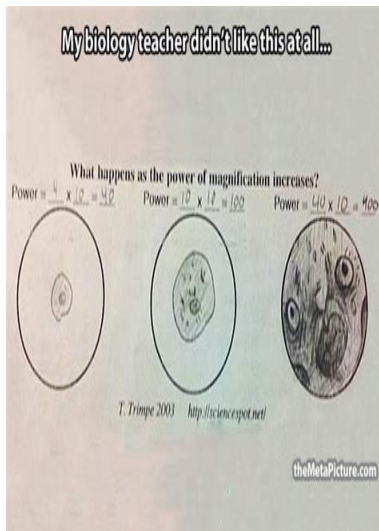 My biology teacher didn't like this at all...
What happens as the power of magnification increases?
Power = 4 x 10 = 40 Power = 10 x 10 = 100 Power = 40 x 10 = 400
T. Trimpe 2003 http://sciencespot.net/
theMetaPicture.com